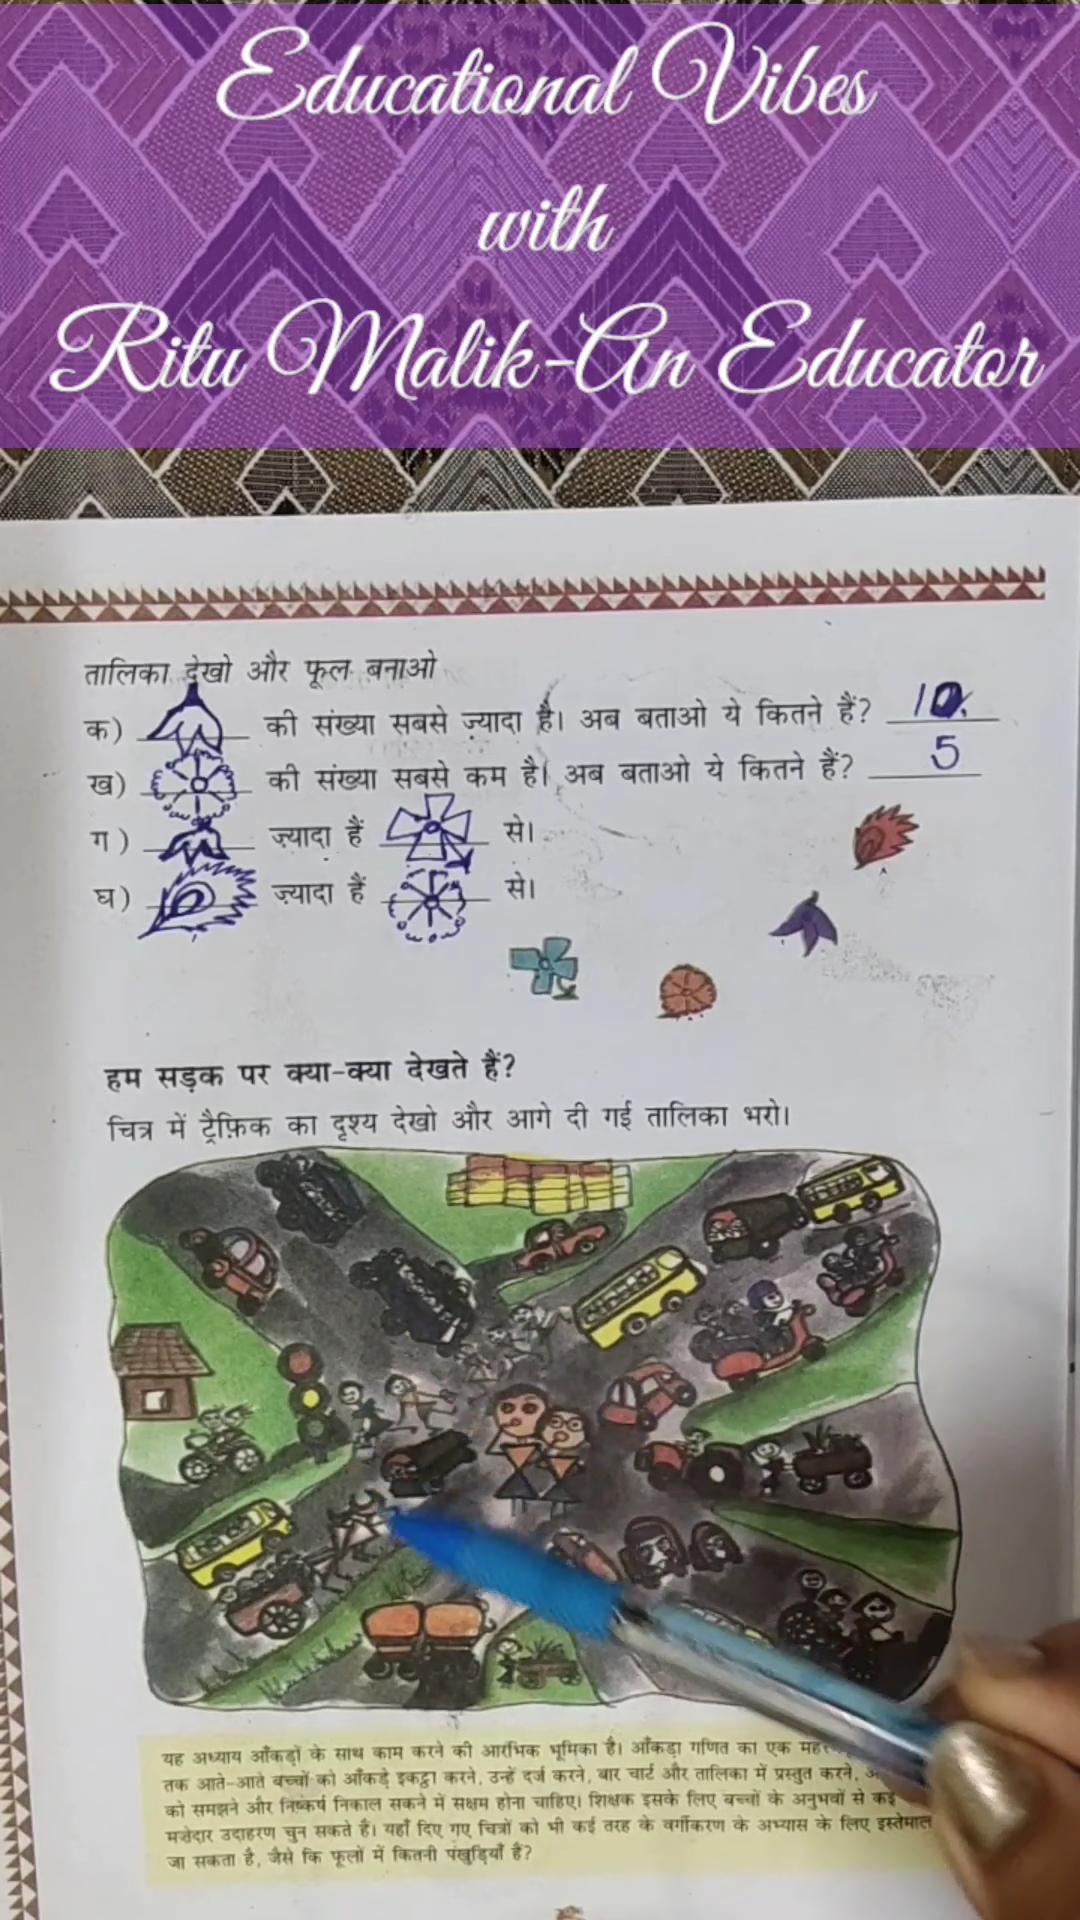 Educational Vibes
with
Ritu Malik-An Educator
तालिका देखो और फूल बनाओ
क) की संख्या सबसे ज़्यादा है। अब बताओ ये कितने हैं? 10
ख) की संख्या सबसे कम है। अब बताओ ये कितने हैं? 5
ग) ज़्यादा हैं से।
घ) ज़्यादा हैं से।
हम सड़क पर क्या-क्या देखते हैं?
चित्र में ट्रैफ़िक का दृश्य देखो और आगे दी गई तालिका भरो।
यह अध्याय आँकड़ों के साथ काम करने की आरंभिक भूमिका है। आँकड़ा गणित का एक
तक आते-आते बच्चों को आँकड़े इकट्ठा करने, उन्हें दर्ज करने, बार चार्ट और तालिका में प्रस्तुत करने,
को समझने और निष्कर्ष निकाल सकने में सक्षम होना चाहिए। शिक्षक इसके लिए बच्चों के अनुभवों से कई
मज़ेदार उदाहरण चुन सकते हैं। यहाँ दिए गए चित्रों को भी कई तरह के वर्गीकरण के अभ्यास के लिए इस्तेमाल
जा सकता है, जैसे कि फूलों में कितनी पंखुड़ियाँ हैं?